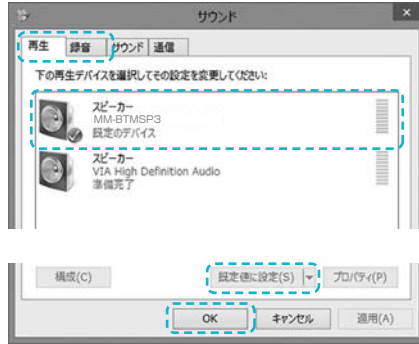 サウンド
再生 録音 サウンド 通信
下の再生デバイスを選択してその設定を変更してください:
スピーカー
MM-BTMSP3
既定のデバイス
スピーカー
VIA High Definition Audio
準備完了
構成(C) 既定値に設定(S) プロパティ(P)
OK キャンセル 適用(A)